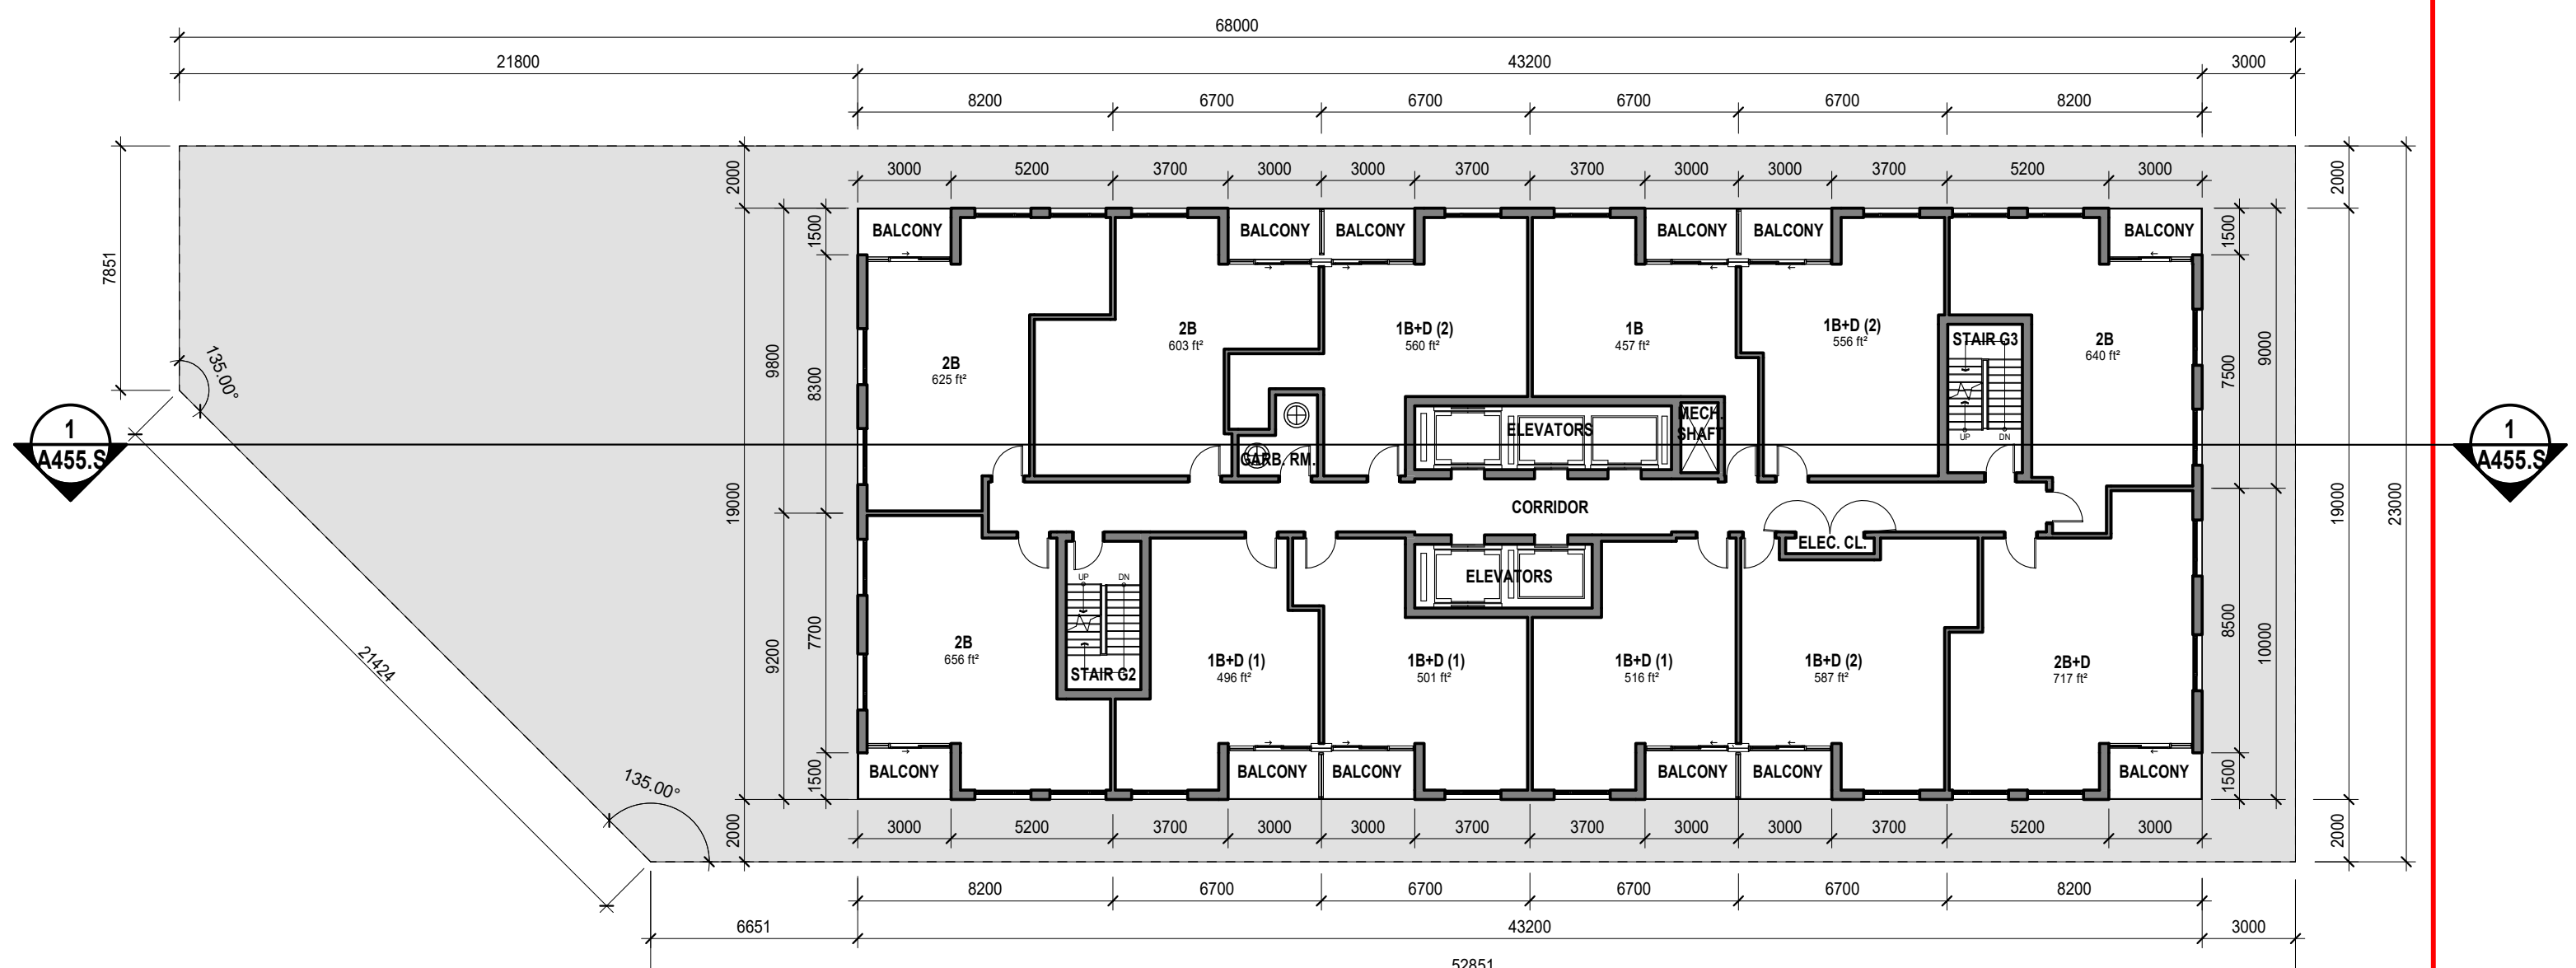 68000
21800
43200
3000
8200
6700
6700
6700
6700
8200
3000
5200
3700
3000
3000
3700
3700
3000
3000
3700
5200
3000
7851
2000
2000
135.00°
21424
135.00°
19000
9800
9200
1500
8300
7700
1500
2000
BALCONY
BALCONY
BALCONY
BALCONY
BALCONY
BALCONY
2B
625 ft²
2B
603 ft²
1B+D (2)
560 ft²
1B
457 ft²
1B+D (2)
556 ft²
STAIR G3
UP
DN
2B
640 ft²
GARB. RM.
ELEVATORS
MECH.
SHAFT
CORRIDOR
ELEC. CL.
ELEVATORS
UP
DN
STAIR G2
2B
656 ft²
1B+D (1)
496 ft²
1B+D (1)
501 ft²
1B+D (1)
516 ft²
1B+D (2)
587 ft²
2B+D
717 ft²
BALCONY
BALCONY
BALCONY
BALCONY
BALCONY
BALCONY
1500
7500
9000
8500
10000
1500
19000
23000
2000
1
A455.S
1
A455.S
3000
5200
3700
3000
3000
3700
3700
3000
3000
3700
5200
3000
8200
6700
6700
6700
6700
8200
6651
43200
3000
52851